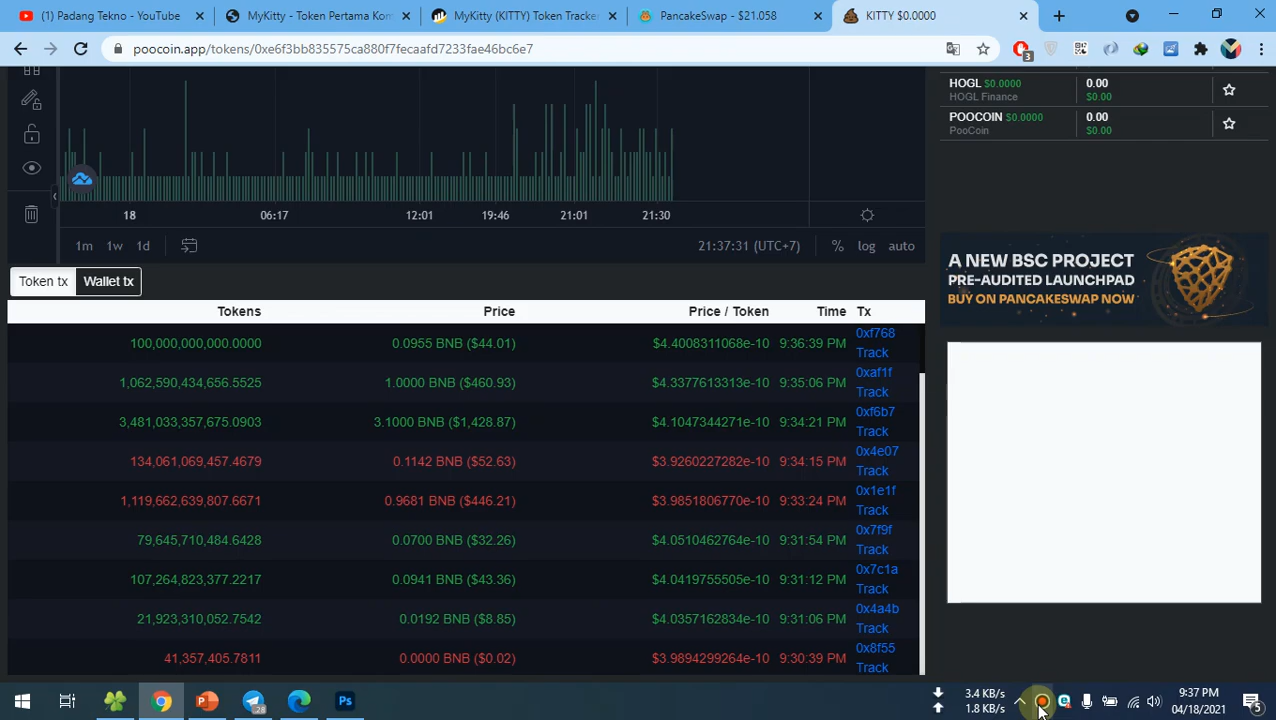 (1) Padang Tekno - YouTube
MyKitty - Token Pertama Kom
MyKitty (KITTY) Token Tracker
PancakeSwap - $21.058
KITTY $0.0000
poocoin.app/tokens/0xe6f3bb835575ca880f7fecaafd7233fae46bc6e7
3
HOGL $0.0000 0.00
HOGL Finance $0.00
POOCOIN $0.0000 0.00
PooCoin $0.00
18 06:17 12:01 19:46 21:01 21:30
1m 1w 1d 21:37:31 (UTC+7) % log auto
A NEW BSC PROJECT
PRE-AUDITED LAUNCHPAD
BUY ON PANCAKESWAP NOW
Token tx Wallet tx
Tokens Price Price / Token Time Tx
100,000,000,000.0000 0.0955 BNB ($44.01) $4.4008311068e-10 9:36:39 PM 0xf768
Track
1,062,590,434,656.5525 1.0000 BNB ($460.93) $4.3377613313e-10 9:35:06 PM 0xaf1f
Track
3,481,033,357,675.0903 3.1000 BNB ($1,428.87) $4.1047344271e-10 9:34:21 PM 0xf6b7
Track
134,061,069,457.4679 0.1142 BNB ($52.63) $3.9260227282e-10 9:34:15 PM 0x4e07
Track
1,119,662,639,807.6671 0.9681 BNB ($446.21) $3.9851806770e-10 9:33:24 PM 0x1e1f
Track
79,645,710,484.6428 0.0700 BNB ($32.26) $4.0510462764e-10 9:31:54 PM 0x7f9f
Track
107,264,823,377.2217 0.0941 BNB ($43.36) $4.0419755505e-10 9:31:12 PM 0x7c1a
Track
21,923,310,052.7542 0.0192 BNB ($8.85) $4.0357162834e-10 9:31:06 PM 0x4a4b
Track
41,357,405.7811 0.0000 BNB ($0.02) $3.9894299264e-10 9:30:39 PM 0x8f55
Track
28
Ps
3.4 KB/s
1.8 KB/s
9:37 PM
04/18/2021
5